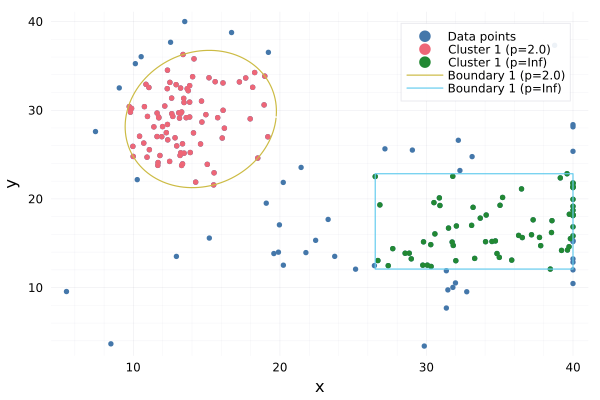 40
30
20
10
y
10
20
30
40
x
Data points
Cluster 1 (p=2.0)
Cluster 1 (p=Inf)
Boundary 1 (p=2.0)
Boundary 1 (p=Inf)